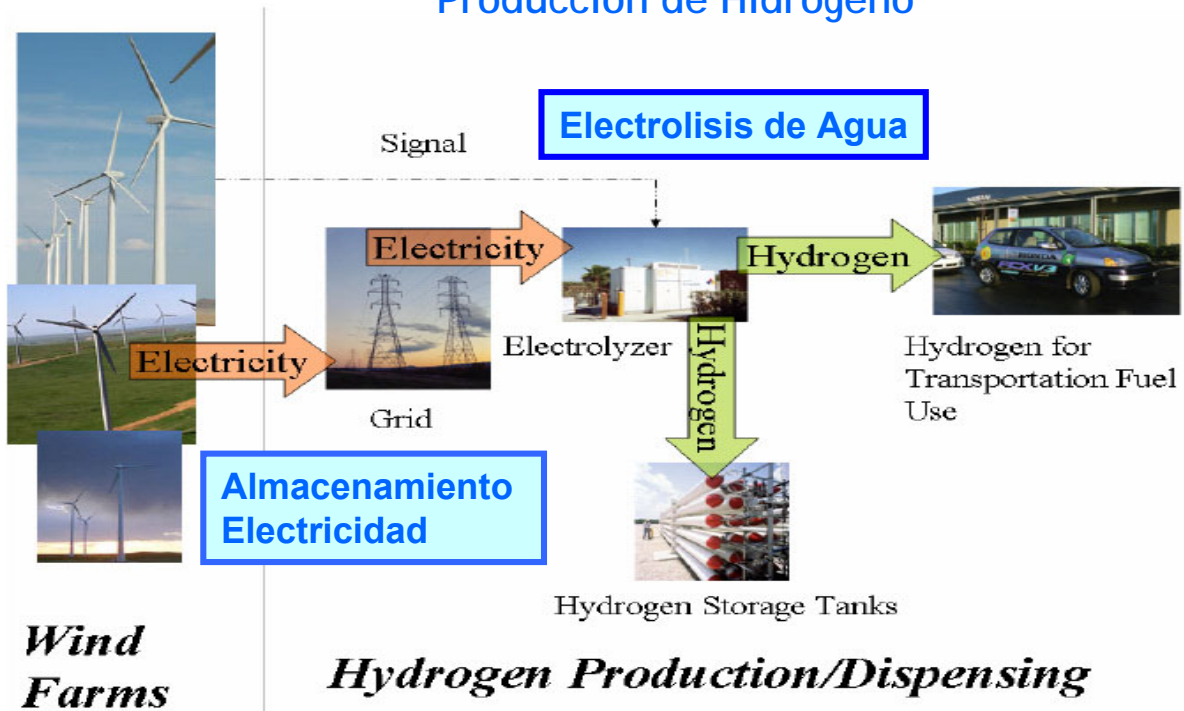 Producción de Hidrógeno
Electrolisis de Agua
Signal
Electricity
Hydrogen
Electricity
Electrolyzer
Hydrogen
Hydrogen for
Transportation Fuel
Use
Grid
Almacenamiento
Electricidad
Hydrogen Storage Tanks
Wind
Farms
Hydrogen Production/Dispensing